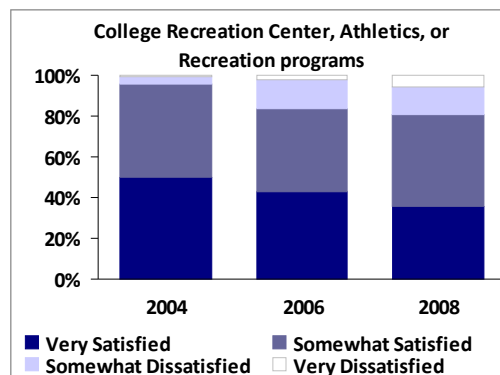 College Recreation Center, Athletics, or
Recreation programs
100%
80%
60%
40%
20%
0%
2004 2006 2008
Very Satisfied Somewhat Satisfied
Somewhat Dissatisfied Very Dissatisfied